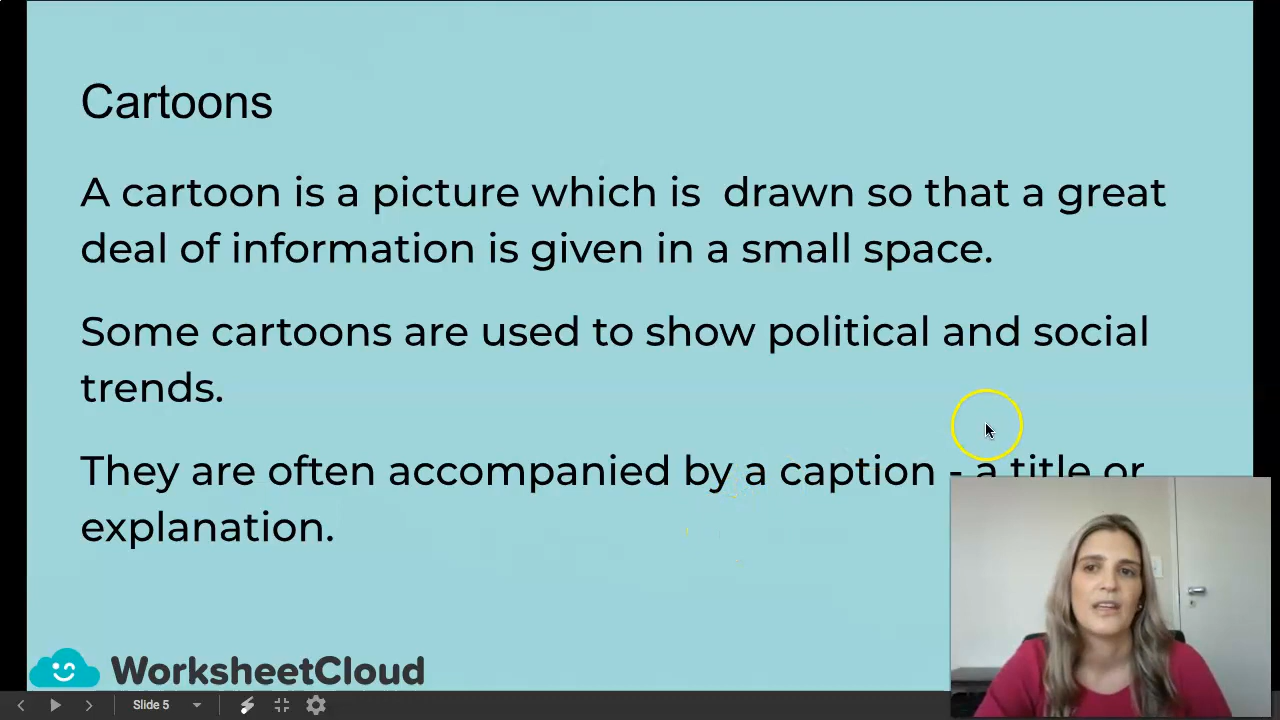 Cartoons
A cartoon is a picture which is drawn so that a great
deal of information is given in a small space.
Some cartoons are used to show political and social
trends.
They are often accompanied by a caption - a title or
explanation.
WorksheetCloud
Slide 5